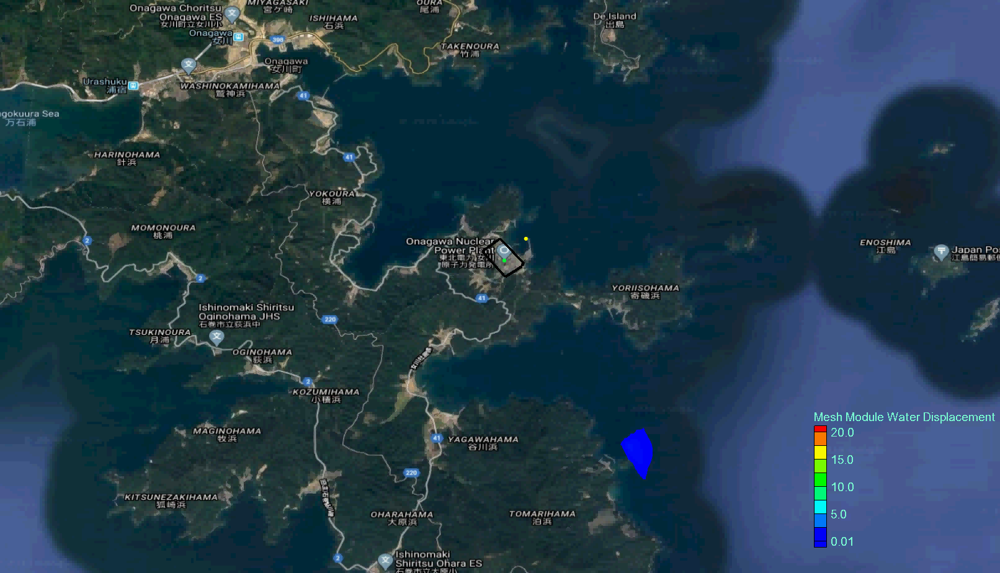 MIYAGASAKI
宮ケ崎
OURA
尾浦
Onagawa Choritsu
Onagawa ES
女川町立女川小
ISHIHAMA
石浜
De Island
出島
Onagawa
女川
398
TAKENOURA
竹浦
Onagawa
女川町
Urashuku
浦宿
WASHINOKAMIHAMA
鷲神浜
41
ngokuura Sea
万石浦
HARINOHAMA
針浜
41
YOKOURA
横浦
MOMONOURA
桃浦
2
Onagawa Nuclear
Power Plant
東北電力女
原子力発電所
ENOSHIMA
江島
Japan Pos
江島簡易郵便
2
YORIISOHAMA
寄磯浜
41
Ishinomaki Shiritsu
Oginohama JHS
石巻市立荻浜中
220
TSUKINOURA
月浦
OGINOHAMA
荻浜
2
KOZUMIHAMA
小積浜
Mesh Module Water Displacement
20.0
15.0
10.0
5.0
0.01
MAGINOHAMA
牧浜
41
YAGAWAHAMA
谷川浜
220
KITSUNEZAKIHAMA
狐崎浜
OHARAHAMA
大原浜
TOMARIHAMA
泊浜
2
Ishinomaki
Shiritsu Ohara ES
石巻市立大原小